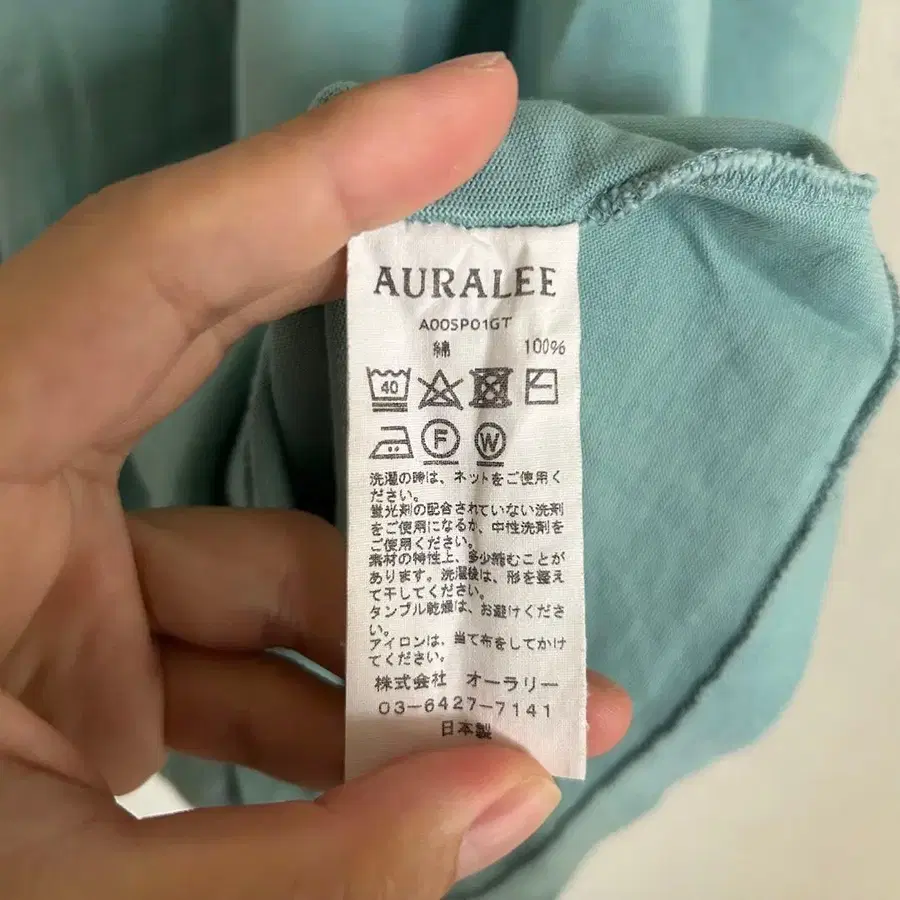 AURALEE
A00SP01GT
綿 100%
40
F W
洗濯の時は、ネットをご使用く
ださい。
蛍光剤の配合されていない洗剤
をご使用になるか、中性洗剤を
ご使用ください。
素材の特性上、多少縮むことが
あります。洗濯後は、形を整え
て干してください。
タンブル乾燥は、お避けくださ
い。
アイロンは、当て布をしてかけ
てください。
株式会社 オーラリー
03-6427-7141
日本製